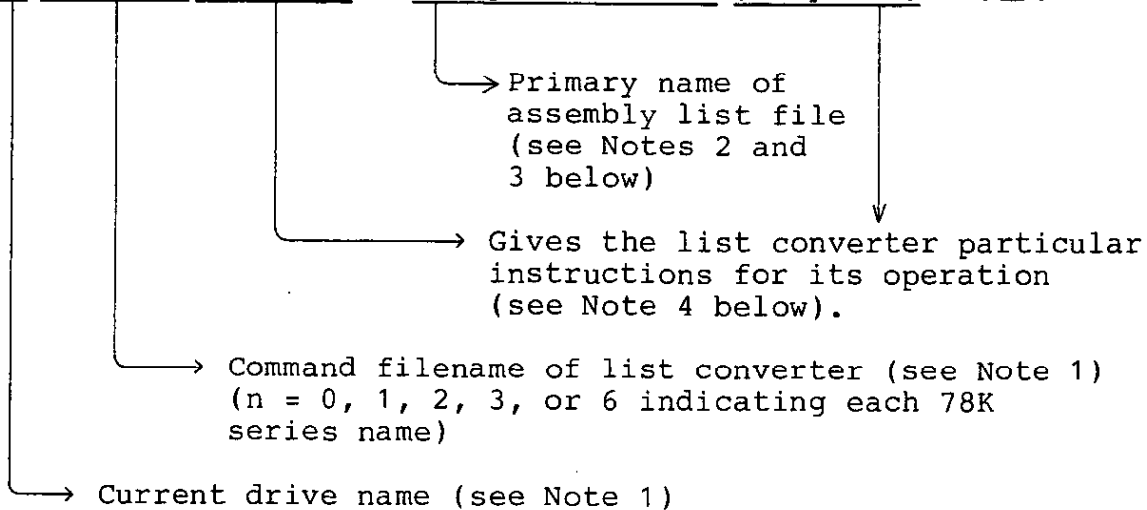 Primary name of
assembly list file
(see Notes 2 and
3 below)
Gives the list converter particular
instructions for its operation
(see Note 4 below).
Command filename of list converter (see Note 1)
(n = 0, 1, 2, 3, or 6 indicating each 78K
series name)
Current drive name (see Note 1)